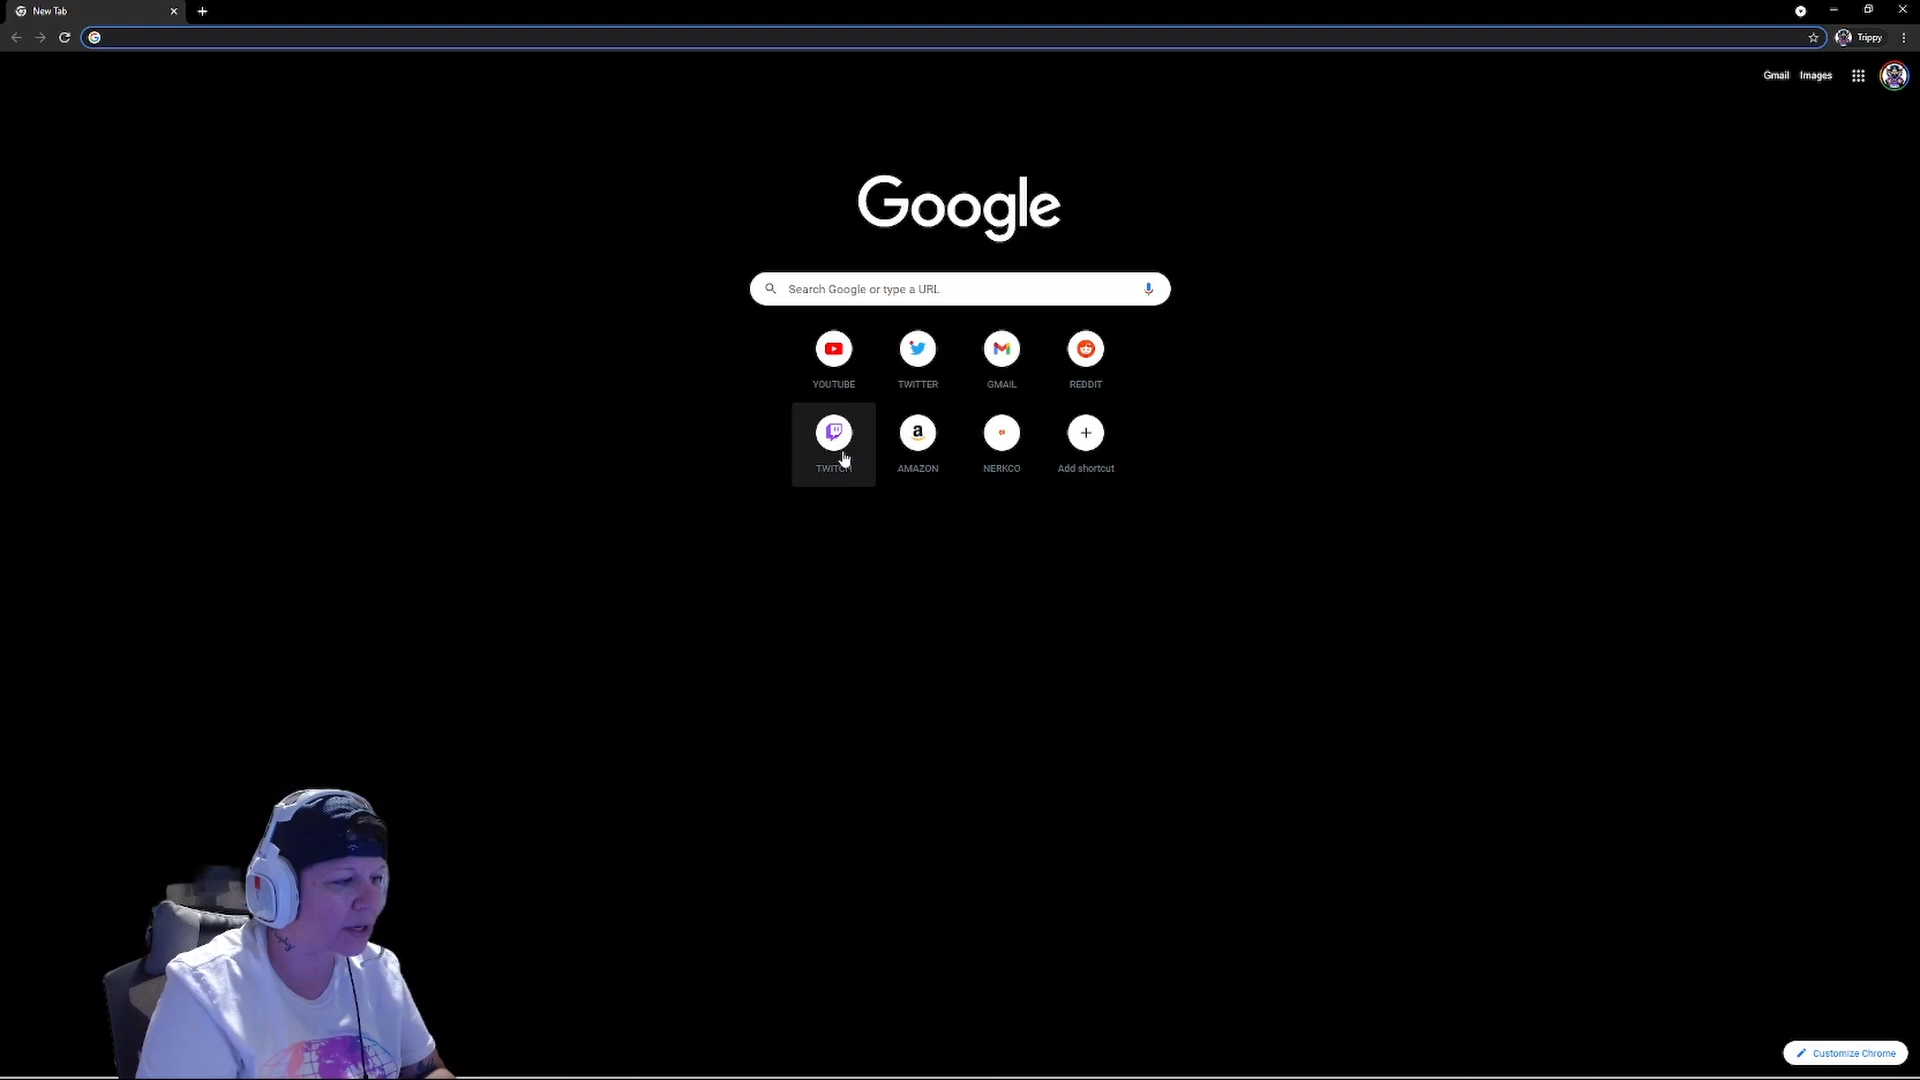 New Tab
Trippy
Gmail Images
Google
Search Google or type a URL
YOUTUBE TWITTER GMAIL REDDIT
TWITCH AMAZON NERKCO Add shortcut
Customize Chrome